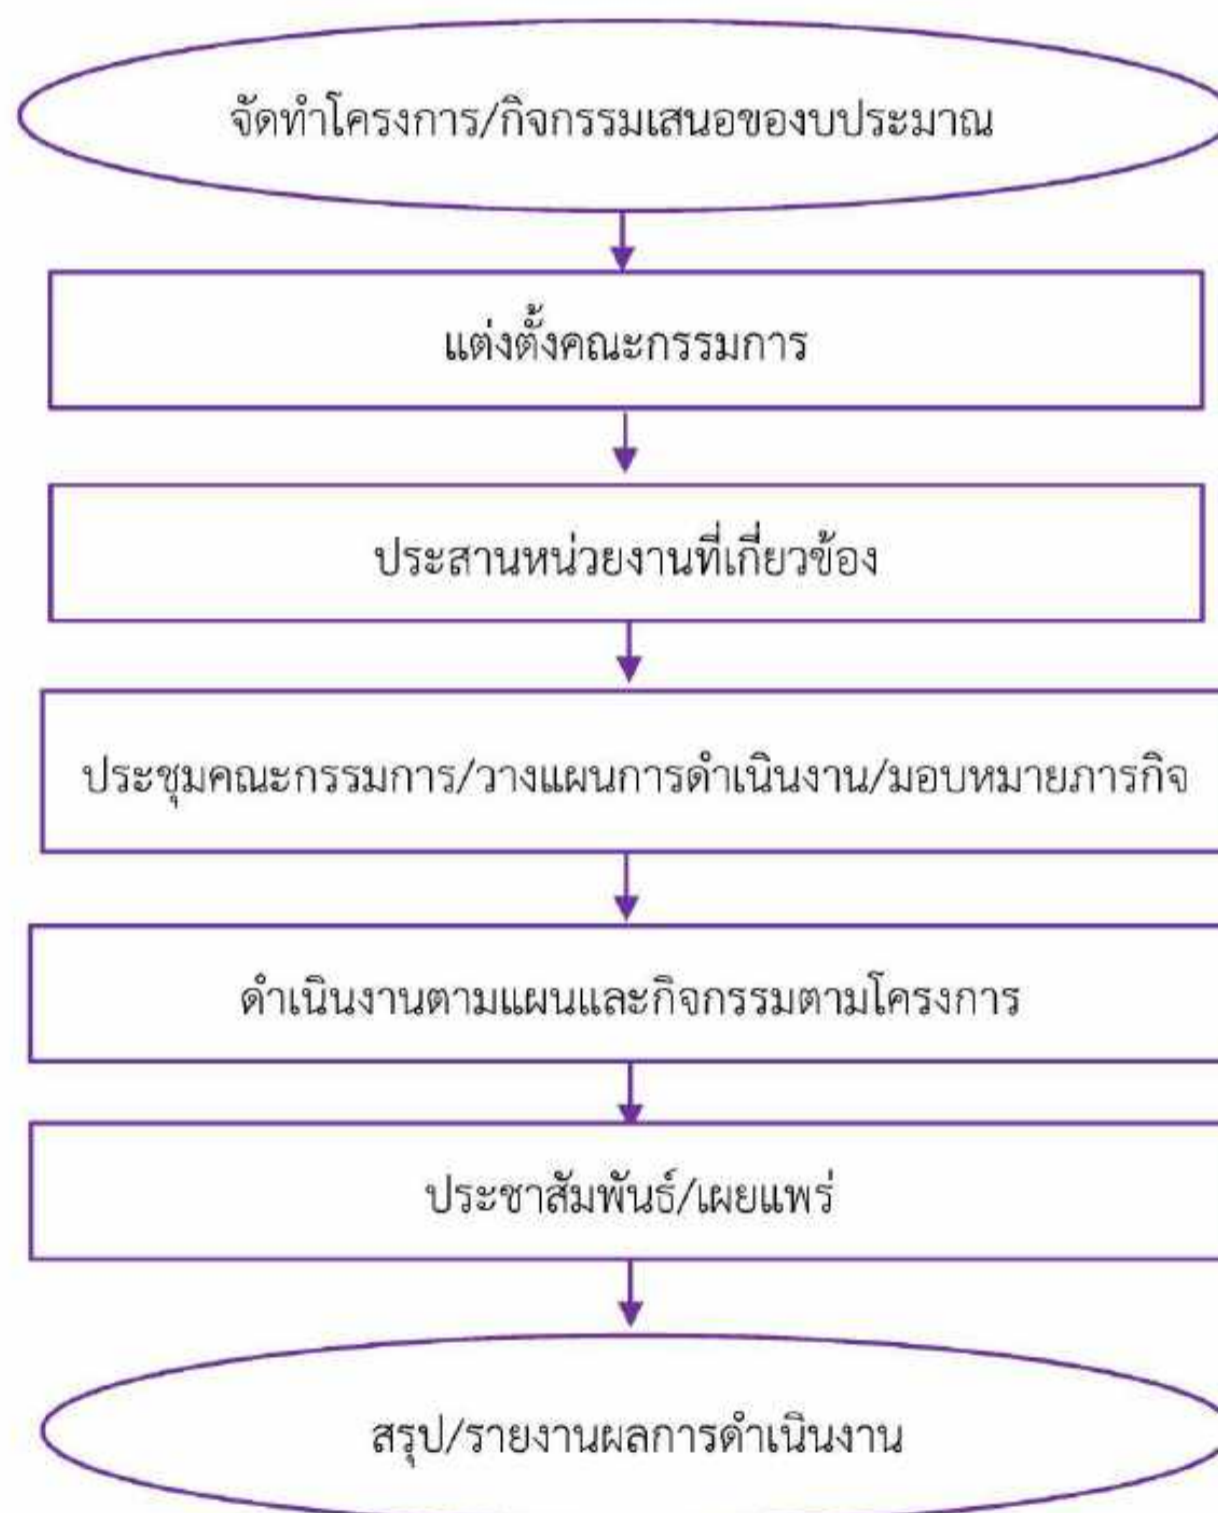 จัดทำโครงการ/กิจกรรมเสนอของบประมาณ
แต่งตั้งคณะกรรมการ
ประสานหน่วยงานที่เกี่ยวข้อง
ประชุมคณะกรรมการ/วางแผนการดำเนินงาน/มอบหมายภารกิจ
ดำเนินงานตามแผนและกิจกรรมตามโครงการ
ประชาสัมพันธ์/เผยแพร่
สรุป/รายงานผลการดำเนินงาน